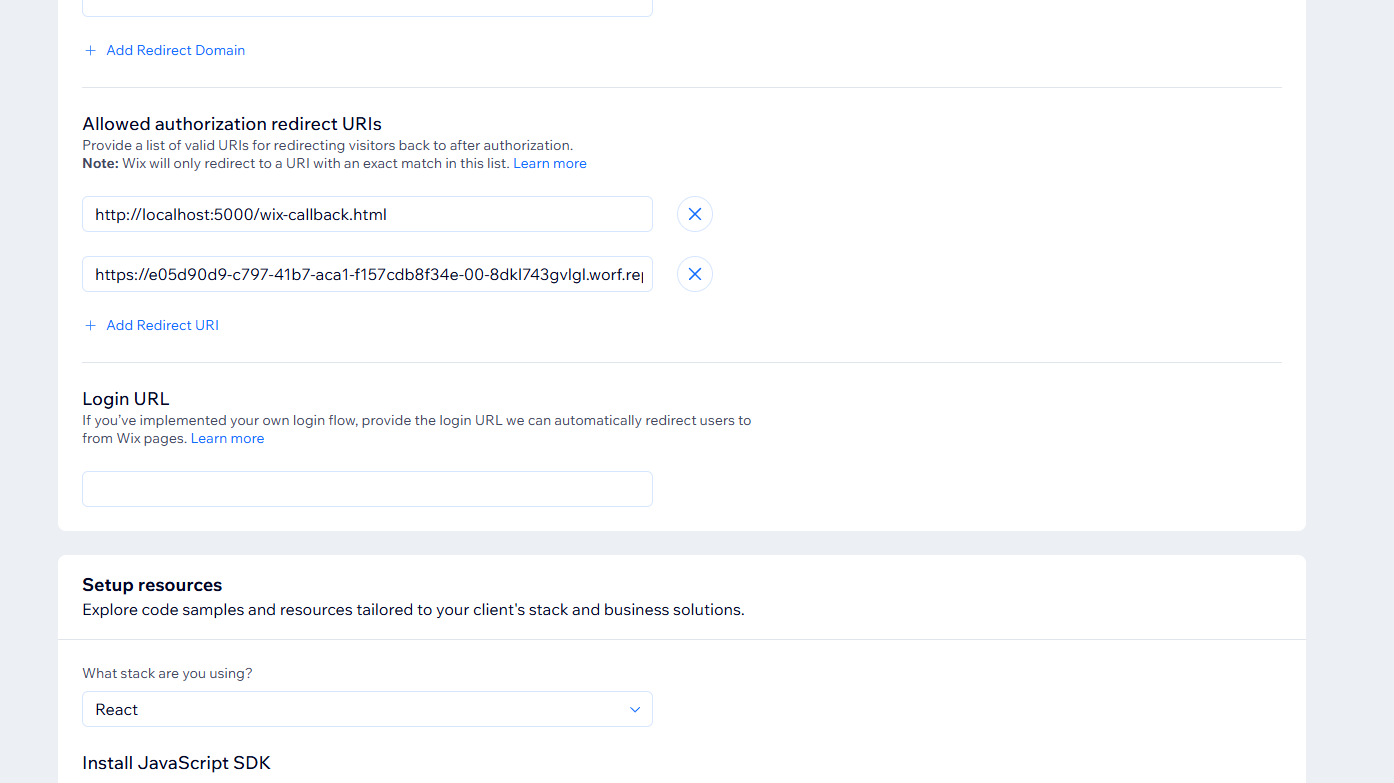 + Add Redirect Domain
Allowed authorization redirect URIs
Provide a list of valid URIs for redirecting visitors back to after authorization.
Note: Wix will only redirect to a URI with an exact match in this list. Learn more
http://localhost:5000/wix-callback.html
https://e05d90d9-c797-41b7-aca1-f157cdb8f34e-00-8dkl743gvlgl.worf.rep
+ Add Redirect URI
Login URL
If you've implemented your own login flow, provide the login URL we can automatically redirect users to
from Wix pages. Learn more
Setup resources
Explore code samples and resources tailored to your client's stack and business solutions.
What stack are you using?
React
Install JavaScript SDK